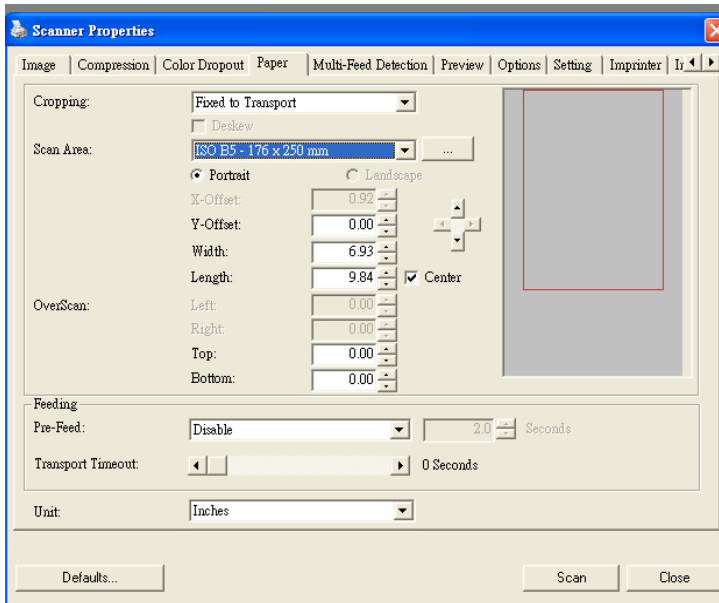 Scanner Properties
Image Compression Color Dropout Paper Multi-Feed Detection Preview Options Setting Imprinter
Cropping: Fixed to Transport
Deskew
Scan Area: ISO B5 - 176 x 250 mm ...
Portrait Landscape
X-Offset: 0.92
Y-Offset: 0.00
Width: 6.93
Length: 9.84 Center
OverScan: Left: 0.00
Right: 0.00
Top: 0.00
Bottom: 0.00
Feeding
Pre-Feed: Disable 2.0 Seconds
Transport Timeout: 0 Seconds
Unit: Inches
Defaults... Scan Close